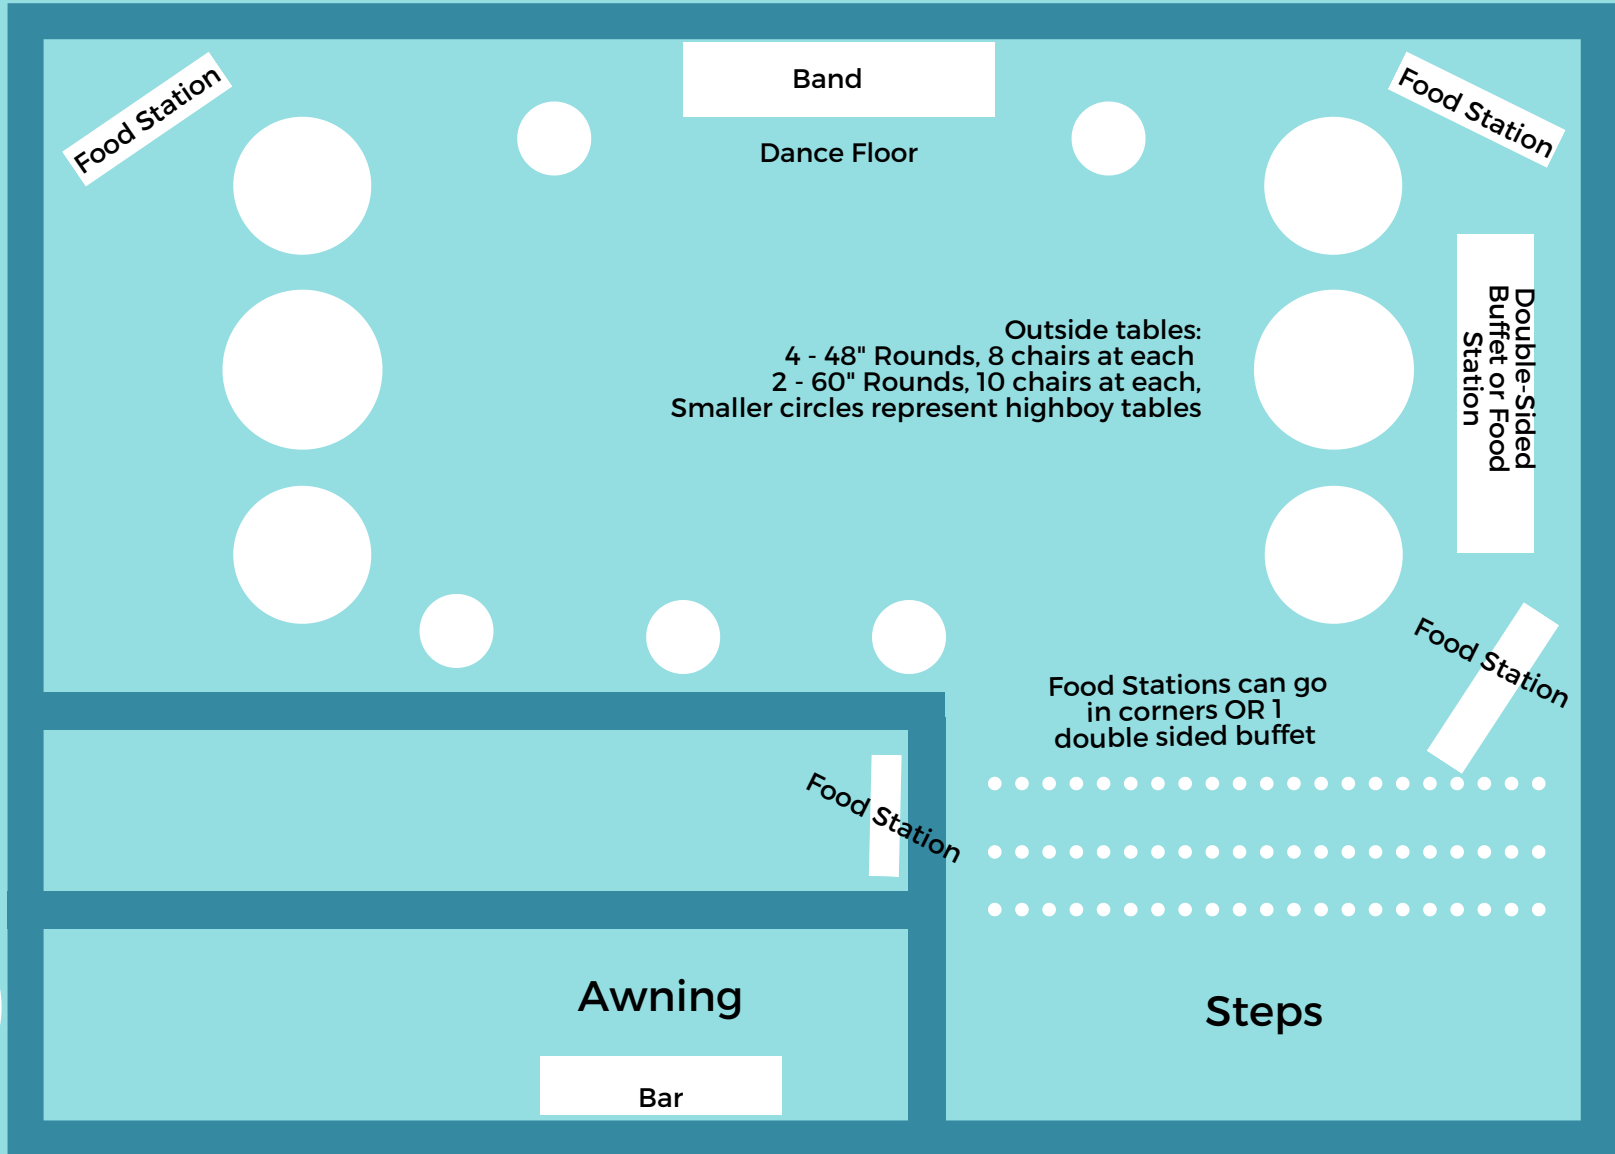 Food Station
Band
Food Station
Dance Floor
Outside tables:
4 - 48" Rounds, 8 chairs at each
2 - 60" Rounds, 10 chairs at each,
Smaller circles represent highboy tables
Double-Sided
Buffet or Food
Station
Food Station
Food Stations can go
in corners OR 1
double sided buffet
Food Station
Awning
Steps
Bar